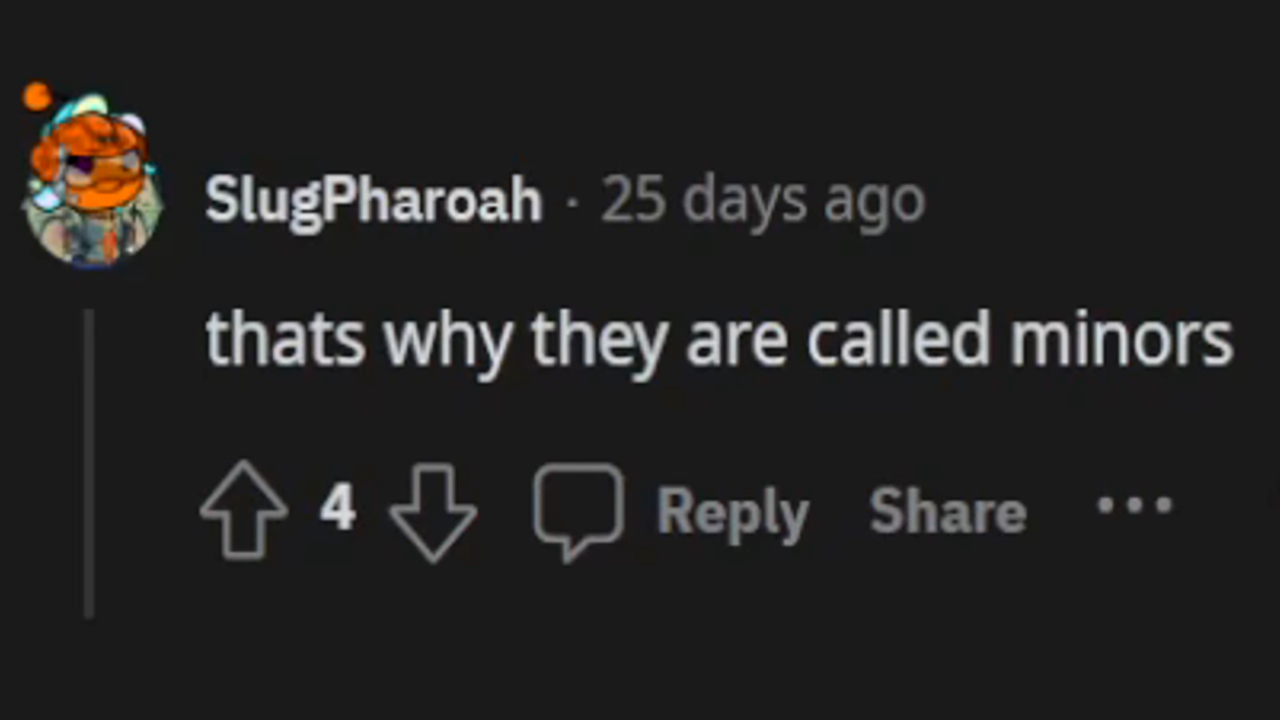 SlugPharoah · 25 days ago
thats why they are called minors
4 Reply Share ...